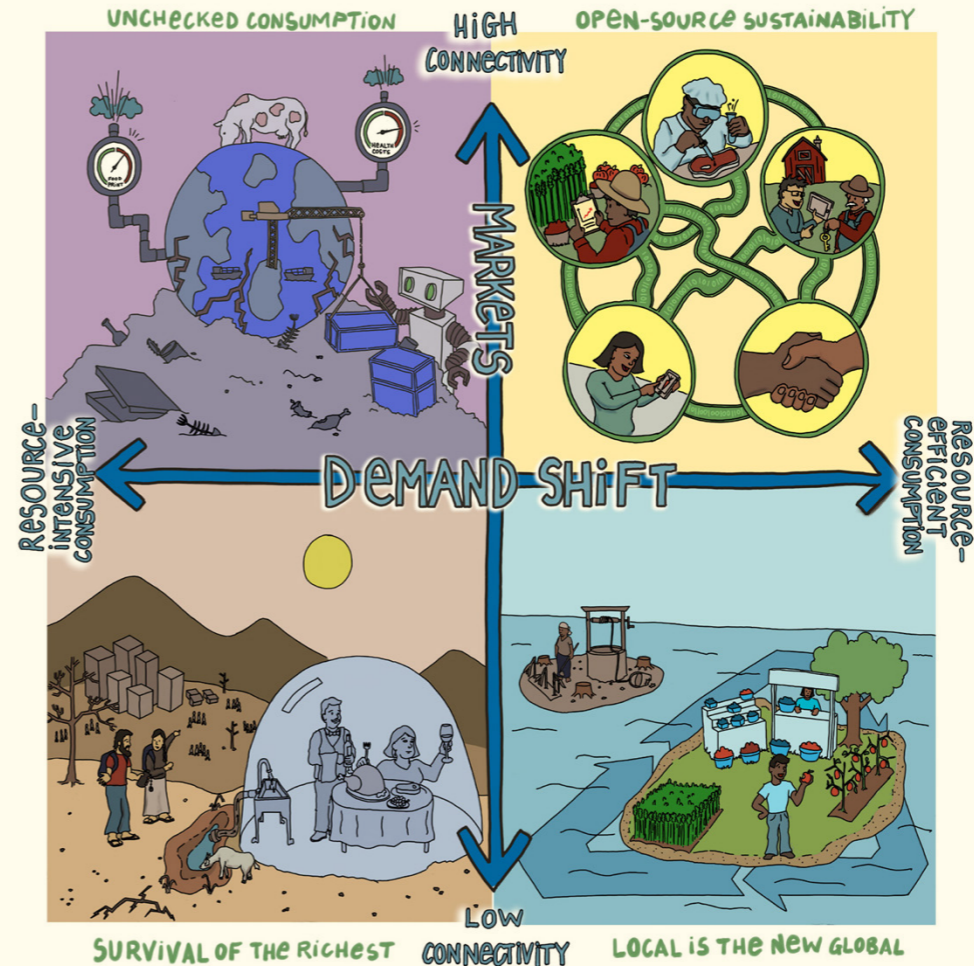 UNCHECKED CONSUMPTION
HIGH
CONNECTIVITY
OPEN-SOURCE SUSTAINABILITY
FOOD
PRINT
HEALTH
COSTS
MARKETS
RESOURCE-
INTENSIVE
CONSUMPTION
DEMAND SHIFT
RESOURCE-
EFFICIENT
CONSUMPTION
SURVIVAL OF THE RICHEST
LOW
CONNECTIVITY
LOCAL IS THE NEW GLOBAL